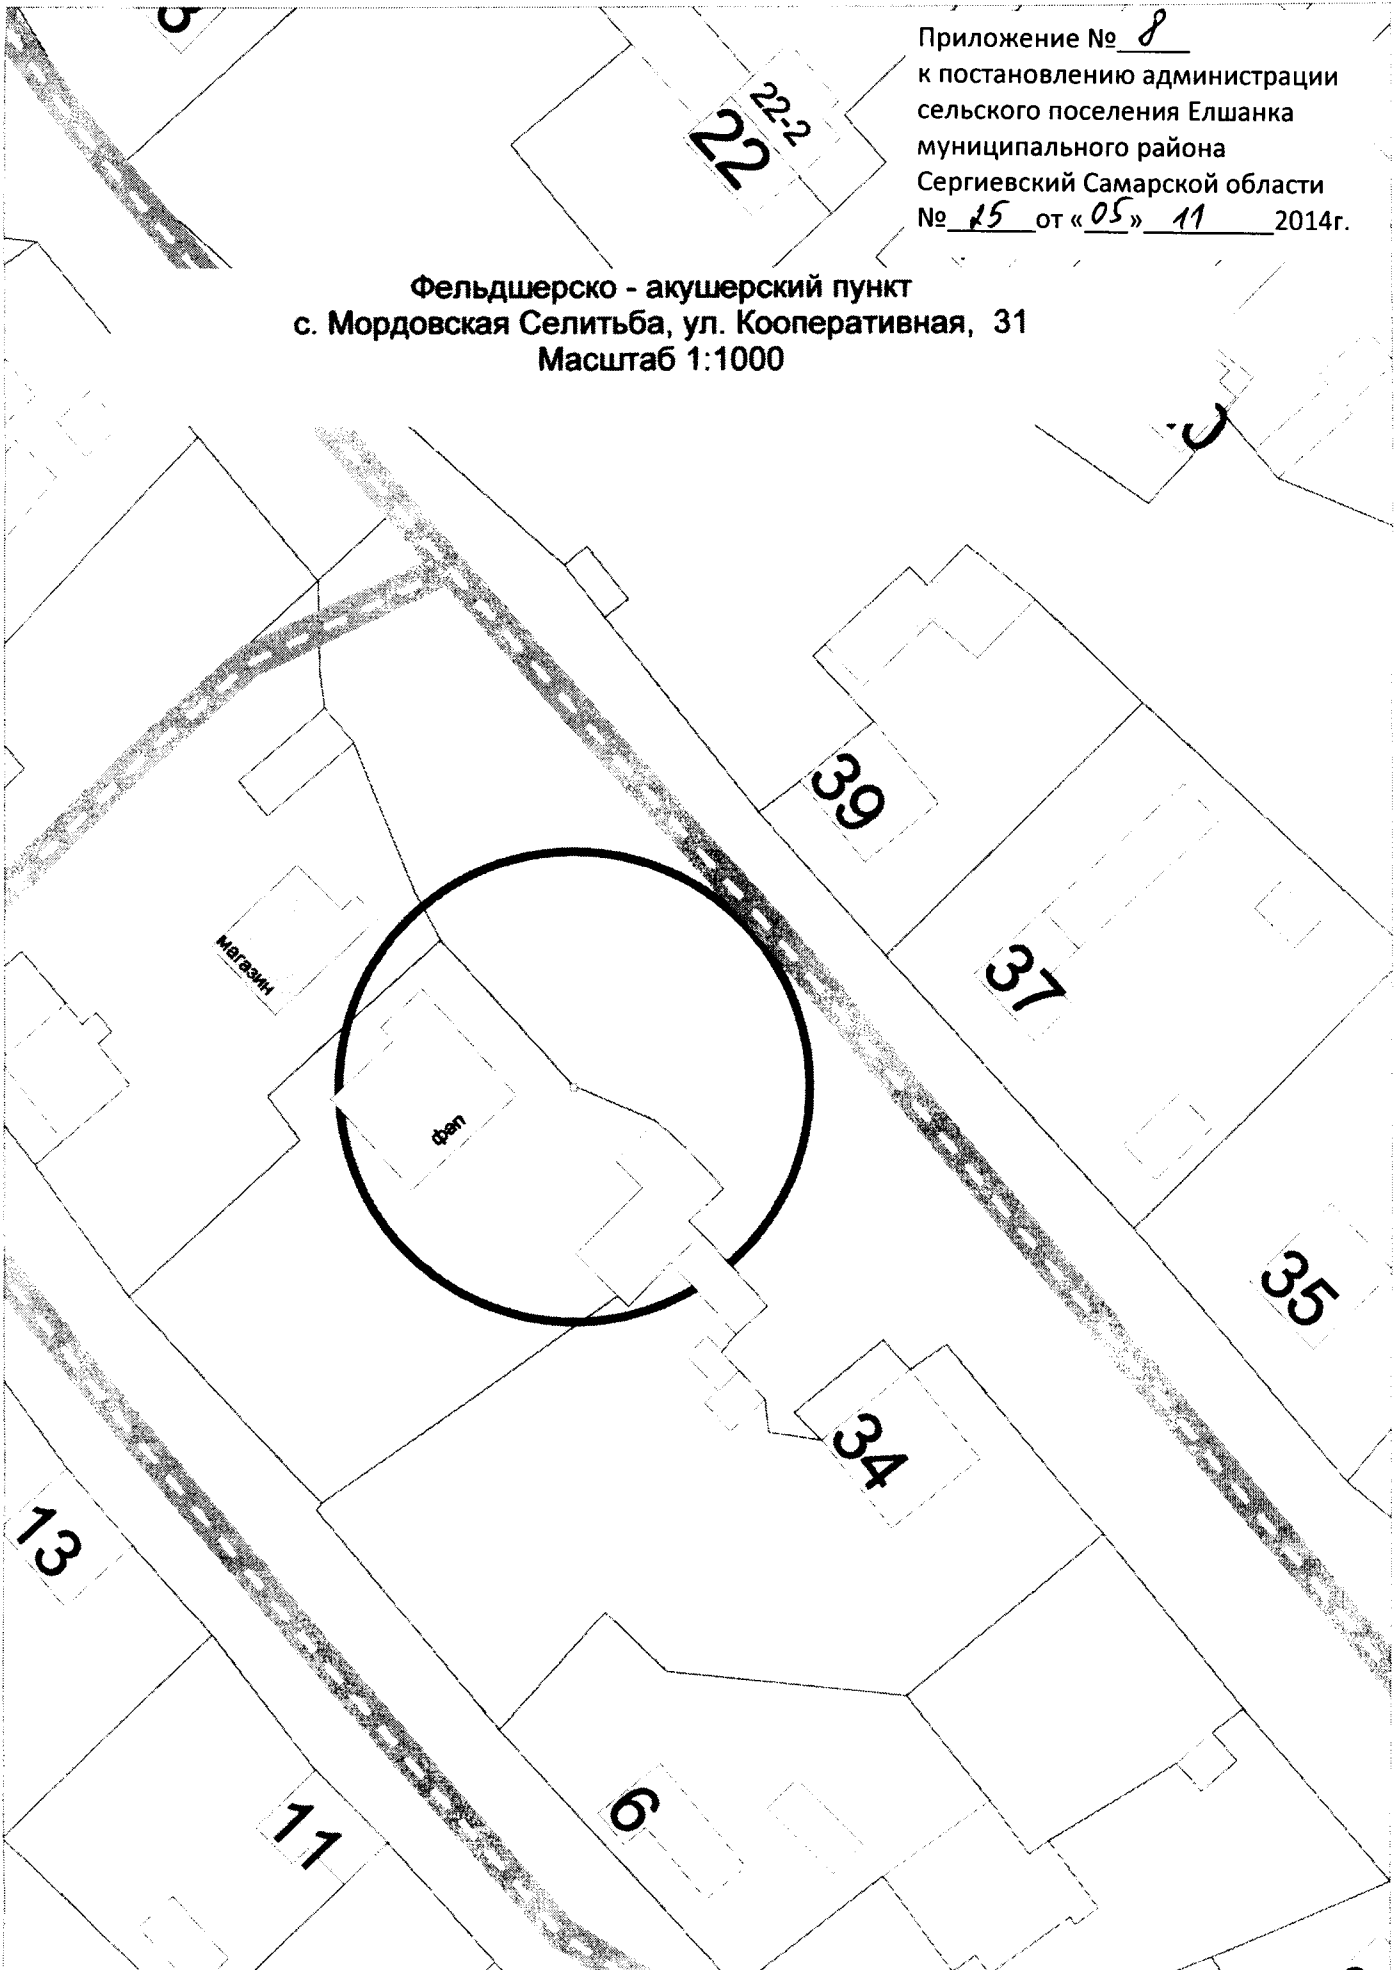 Приложение № 8
к постановлению администрации
сельского поселения Елшанка
муниципального района
Сергиевский Самарской области
№ 25 от «05» 11 2014г.
22-2
22
Фельдшерско - акушерский пункт
с. Мордовская Селитьба, ул. Кооперативная, 31
Масштаб 1:1000
39
магазин
37
фап
35
34
13
6
11